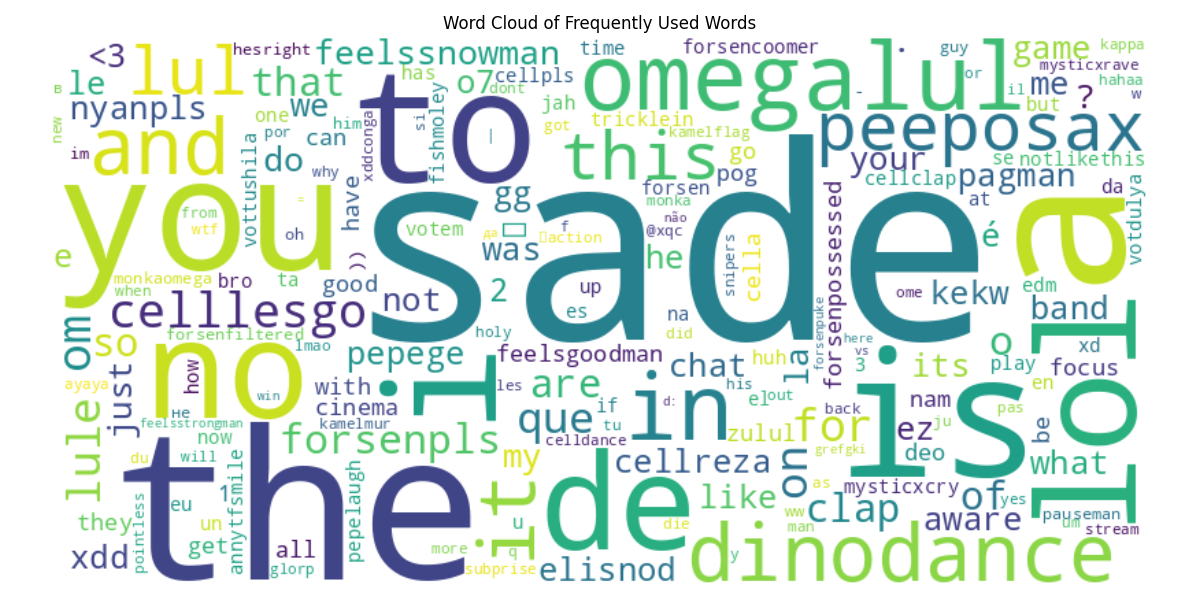 Word Cloud of Frequently Used Words
<3 lul hesright feelssnowman time forsencoomer . guy game kappa
в le that has o7 cellpls dont omegalul - or il me mysticxrave hahaa w
nyanpls we to fishmoley si jah tricklein ? but
new one him xddconga | got kamelflag peeposax
im and por can this go your se notlikethis
do why forsen pog cellclap pagman da
you vottushila have gg monka sade at a votdulya
from wtf = oh votem да □ f □action não @xqc forsenpossessed é
e was he snipers cella
monkaomega bro ta )) good 2 up ome kekw edm
when celllesgo not es na band
om so forsenfiltered lmao holy did forsenpuke here o xd
no how pepege feelsgoodman chat huh la vs 3 its play focus
ayaya just win with i les are his el out is en lol
lule не cinema que if in back nam pas
feelsstrongman kamelmur tu d: for ez ju be
now forsenpls celldance zulul grefgki deo what
du will the my cellreza on as mysticxcry of yes
pointless 1 eu annytfsmile pepelaugh it de like ww clap pauseman
they un u die man aware um stream
xdd get all more q dinodance y
glorp subprise elisnod